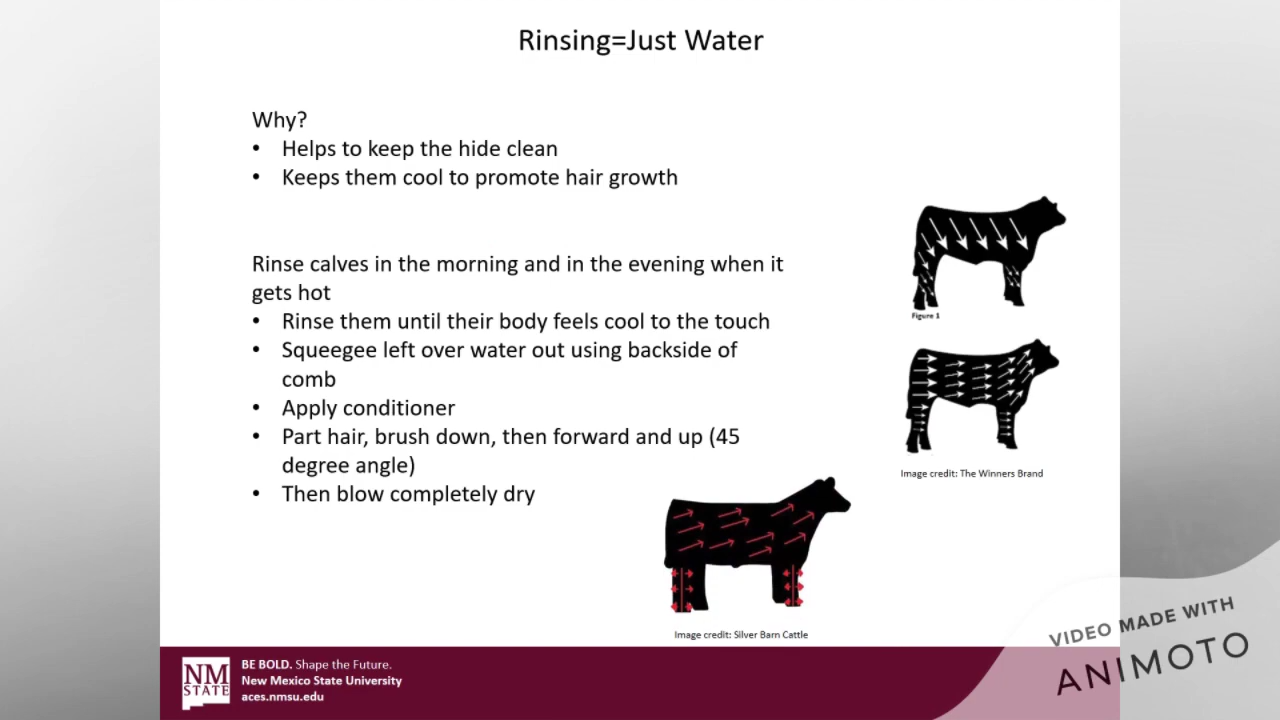 Rinsing=Just Water
Why?
• Helps to keep the hide clean
• Keeps them cool to promote hair growth
Rinse calves in the morning and in the evening when it
gets hot
• Rinse them until their body feels cool to the touch
• Squeegee left over water out using backside of
comb
• Apply conditioner
• Part hair, brush down, then forward and up (45
degree angle)
• Then blow completely dry
Figure 1
Image credit: The Winners Brand
Image credit: Silver Barn Cattle
NM
STATE
BE BOLD. Shape the Future.
New Mexico State University
aces.nmsu.edu
VIDEO MADE WITH
ANIMOTO